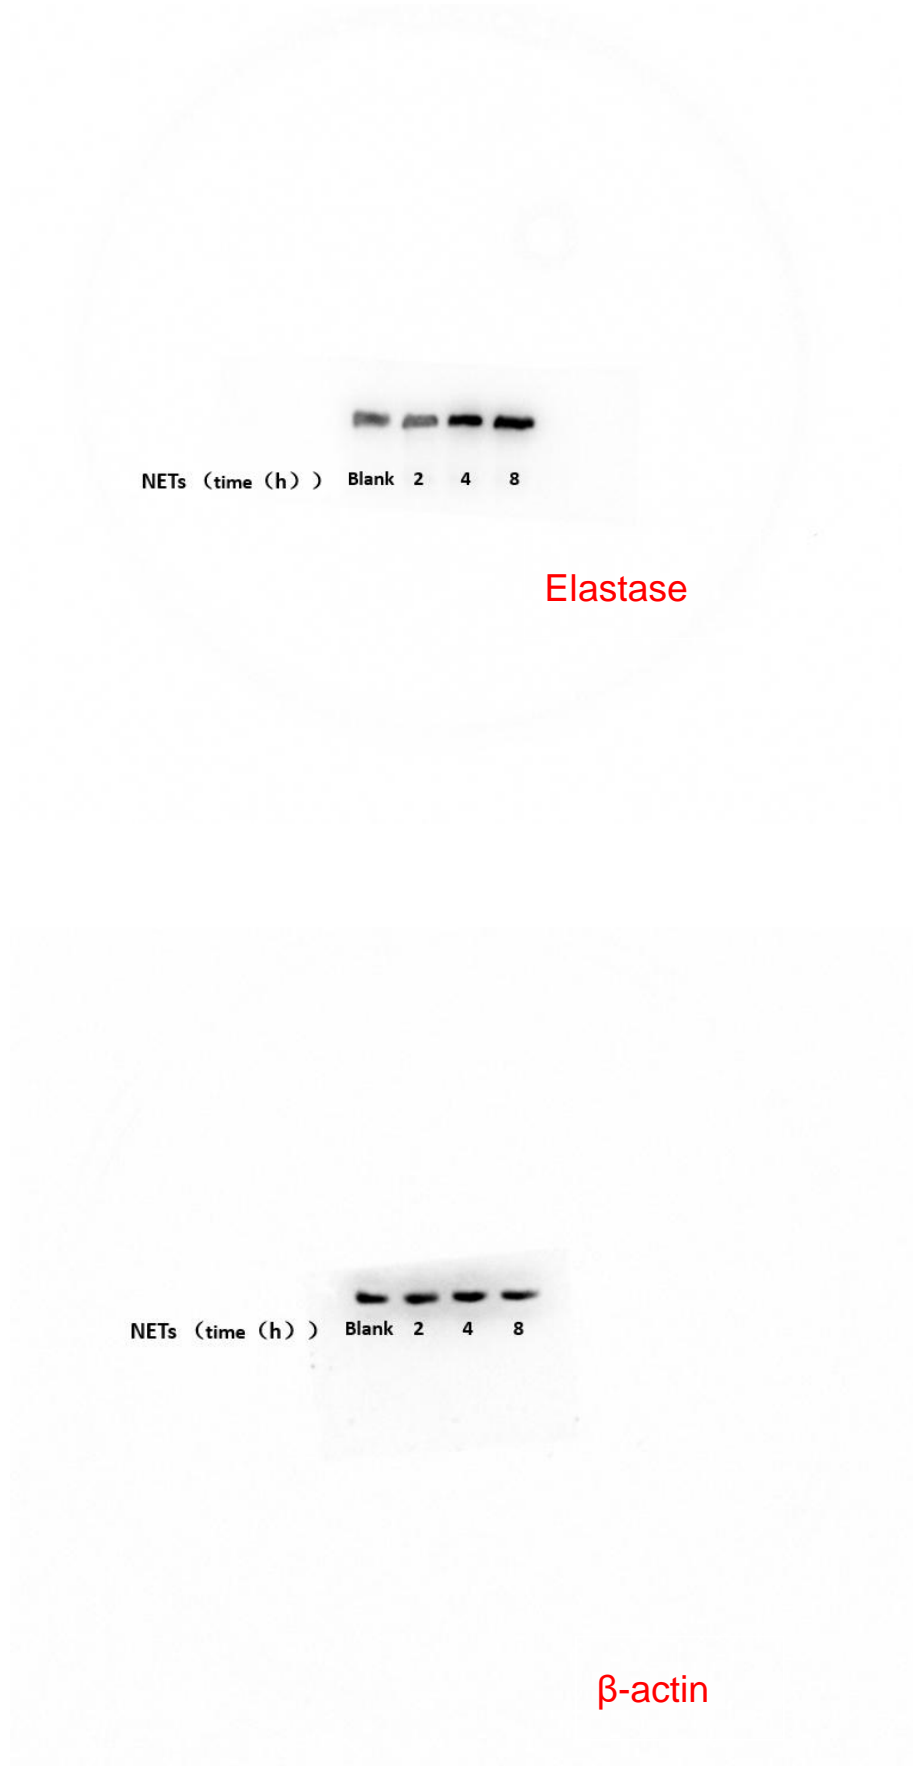 NETs （time（h）） Blank 2 4 8
Elastase
NETs （time（h）） Blank 2 4 8
β-actin